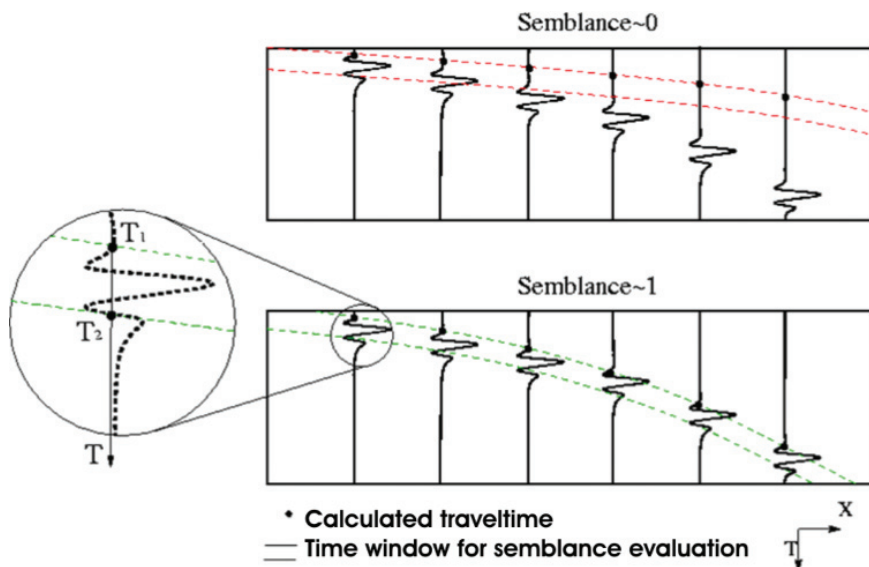 Semblance~0
T1
T2
T
Semblance~1
Calculated traveltime
Time window for semblance evaluation
X
T